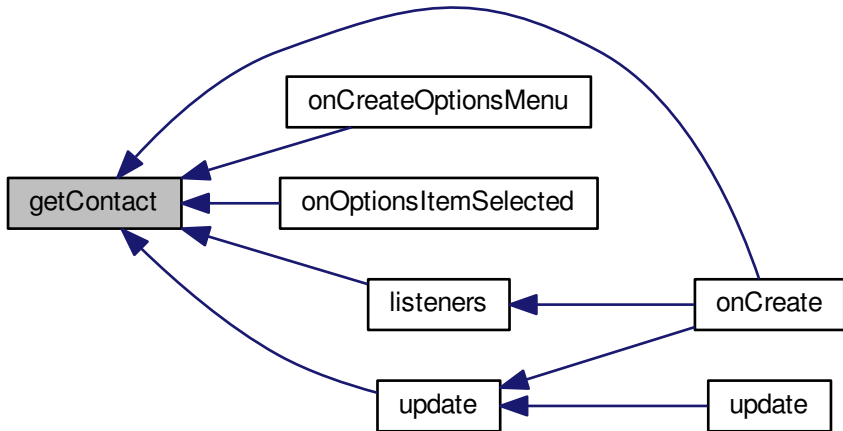 onCreateOptionsMenu
getContact
onOptionsItemSelected
listeners
onCreate
update
update